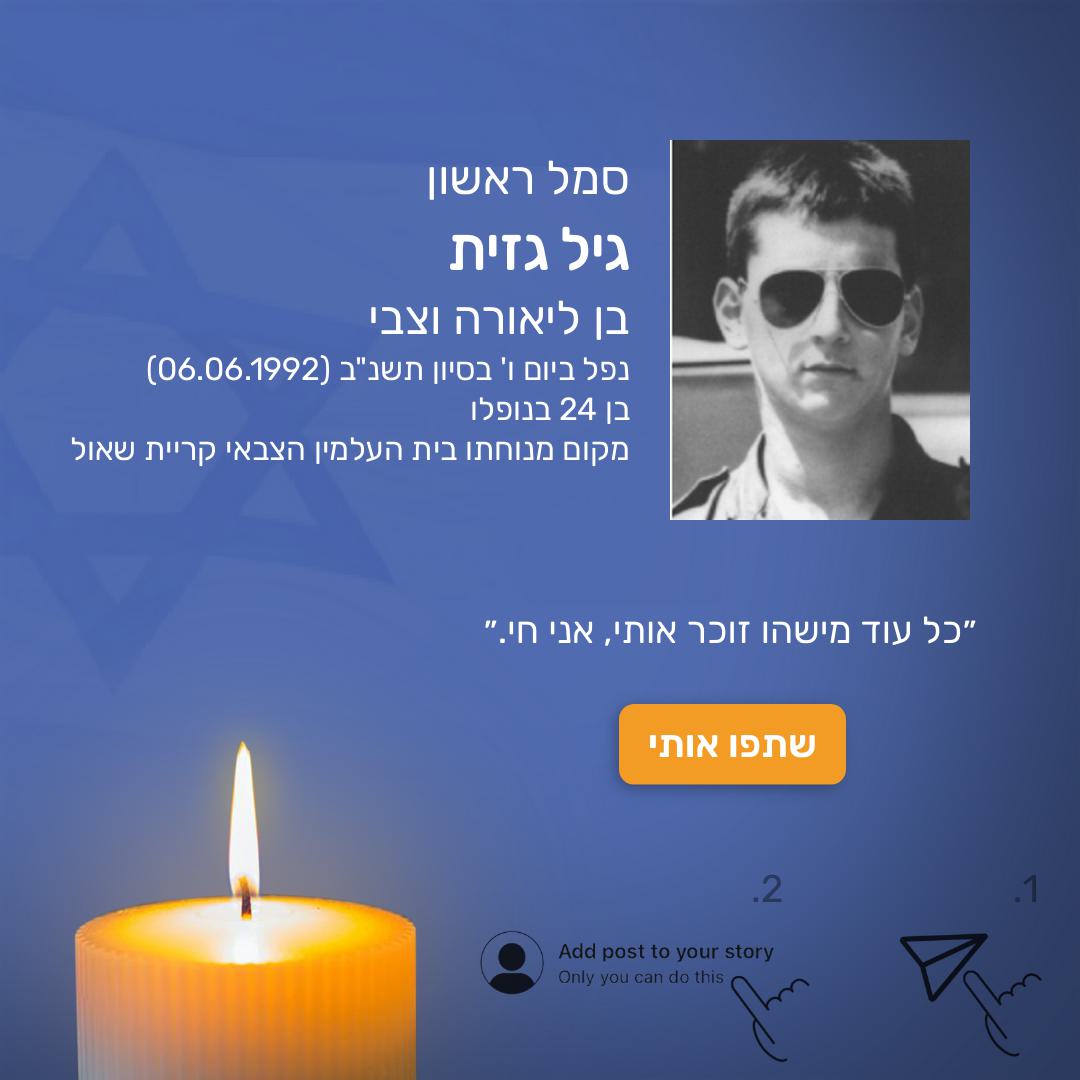 סמל ראשון
גיל גזית
בן ליאורה וצבי
נפל ביום ו' בסיון תשנ"ב (06.06.1992)
בן 24 בנופלו
מקום מנוחתו בית העלמין הצבאי קריית שאול
״כל עוד מישהו זוכר אותי, אני חי.״
שתפו אותי
1.
2.
Add post to your story
Only you can do this